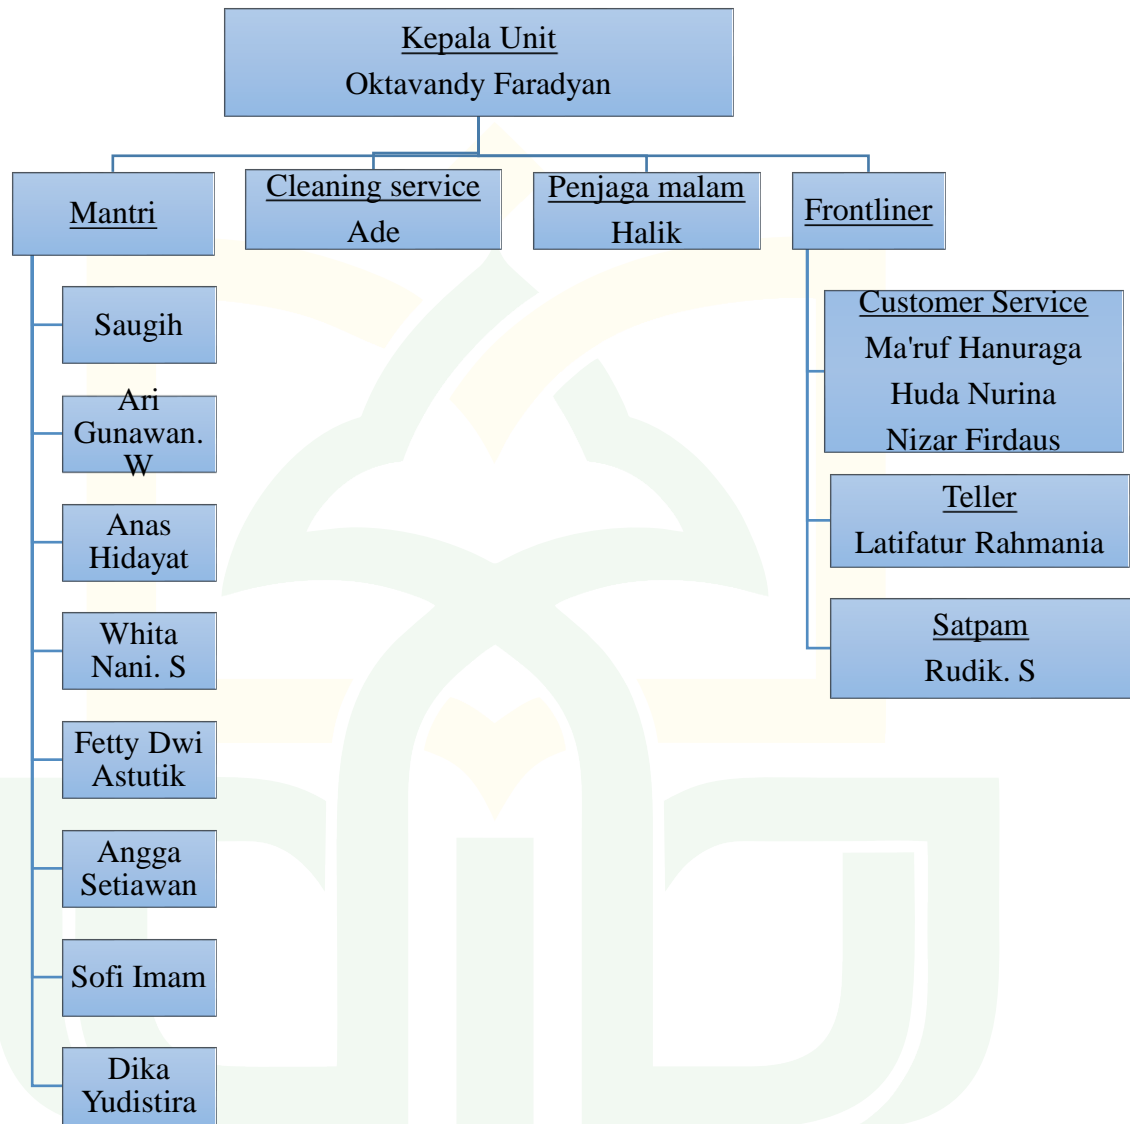 Kepala Unit
Oktavandy Faradyan
Mantri
Cleaning service
Ade
Penjaga malam
Halik
Frontliner
Saugih
Ari
Gunawan.
W
Anas
Hidayat
Whita
Nani. S
Fetty Dwi
Astutik
Angga
Setiawan
Sofi Imam
Dika
Yudistira
Customer Service
Ma'ruf Hanuraga
Huda Nurina
Nizar Firdaus
Teller
Latifatur Rahmania
Satpam
Rudik. S